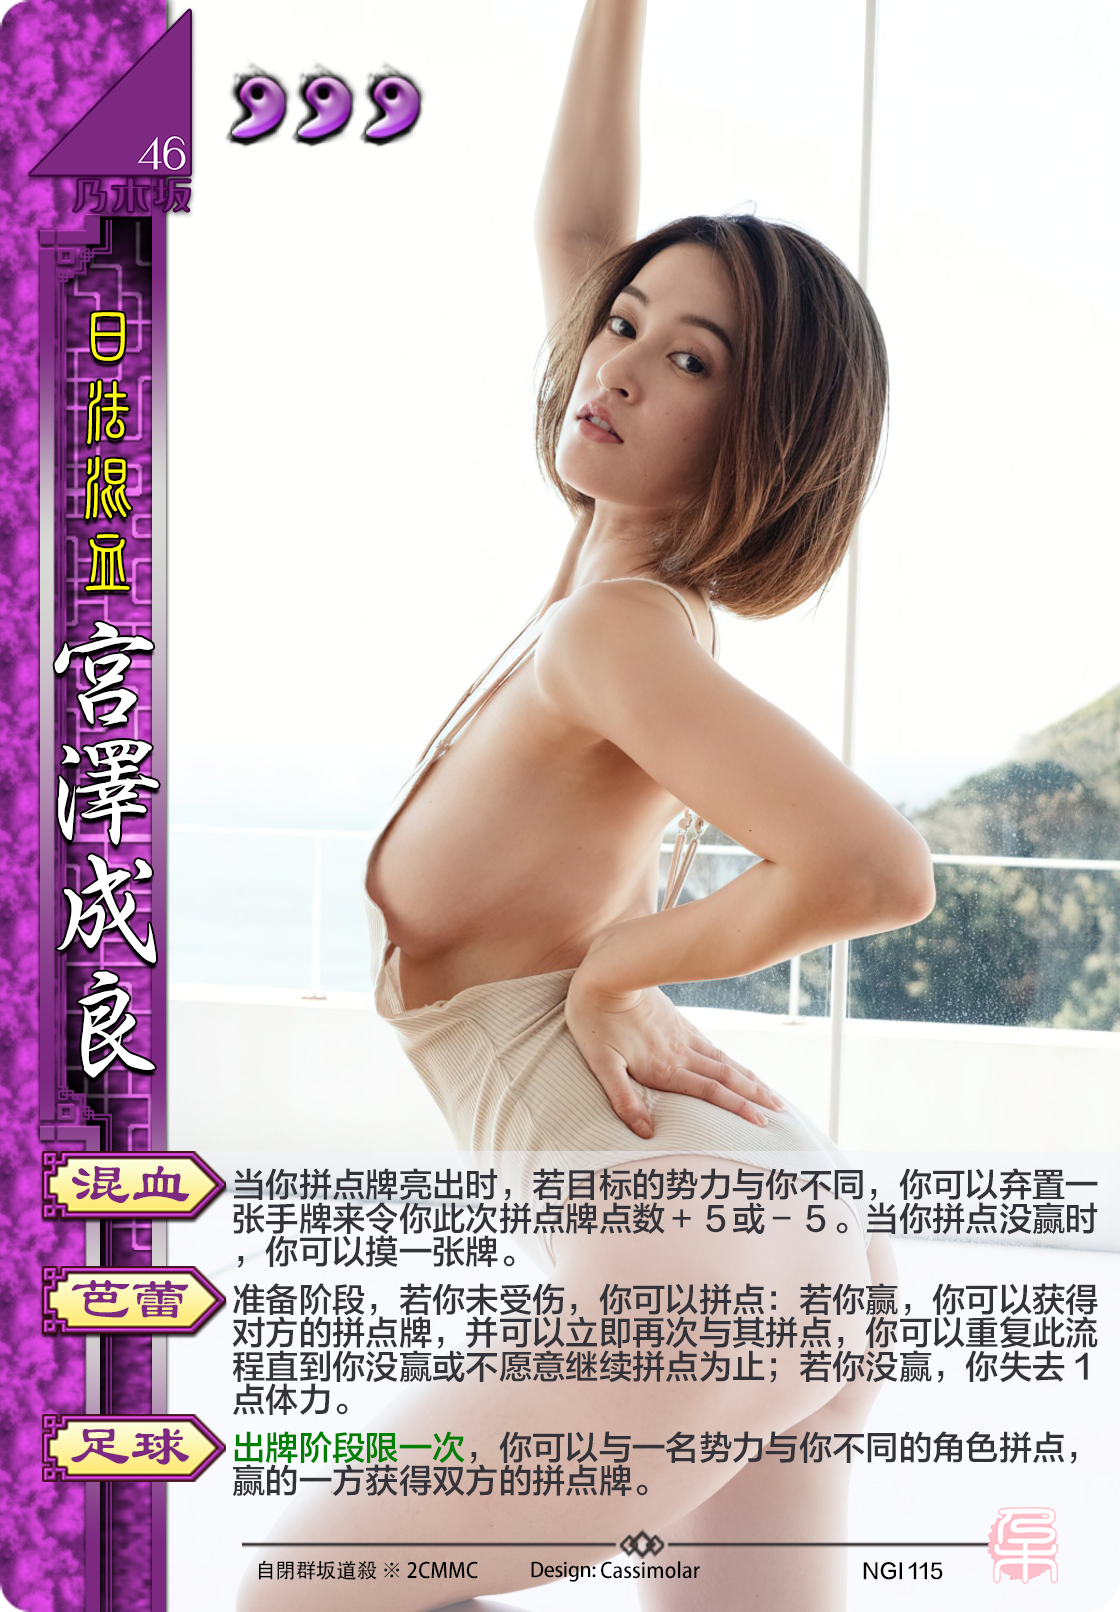 46
乃木坂
日法混血
宮澤成良
混血
当你拼点牌亮出时，若目标的势力与你不同，你可以弃置一
张手牌来令你此次拼点牌点数＋５或－５。当你拼点没赢时
，你可以摸一张牌。
芭蕾
准备阶段，若你未受伤，你可以拼点：若你赢，你可以获得
对方的拼点牌，并可以立即再次与其拼点，你可以重复此流
程直到你没赢或不愿意继续拼点为止；若你没赢，你失去１
点体力。
足球
出牌阶段限一次，你可以与一名势力与你不同的角色拼点，
赢的一方获得双方的拼点牌。
自閉群坂道殺 ※ 2CMMC
Design: Cassimolar
NGI 115